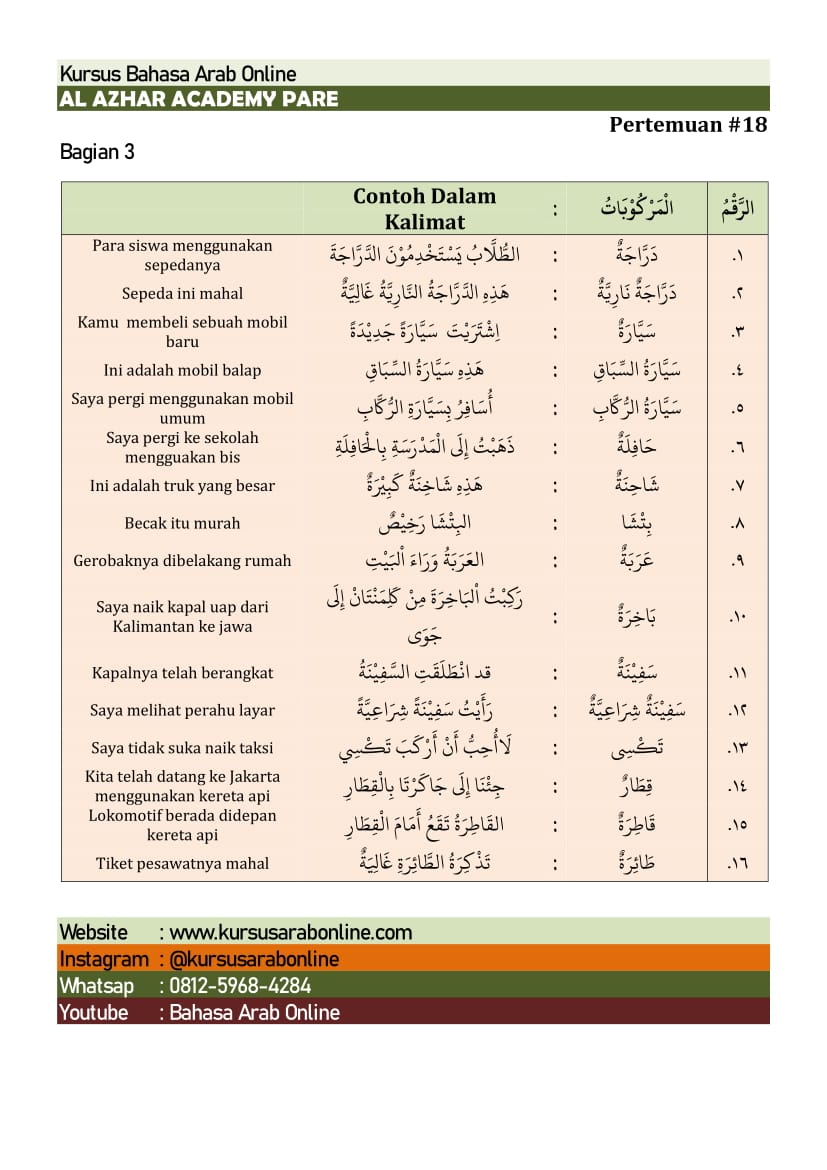 Kursus Bahasa Arab Online
AL AZHAR ACADEMY PARE
Pertemuan #18
Bagian 3
الرَّقْمُ الْمَرْكُوْبَاتُ : Contoh Dalam Kalimat
١. دَرَّاجَةٌ : الطُّلَّابُ يَسْتَخْدِمُوْنَ الدَّرَّاجَةَ Para siswa menggunakan sepedanya
٢. دَرَّاجَةٌ نَارِيَّةٌ : هَذِهِ الدَّرَّاجَةُ النَّارِيَّةُ غَالِيَّةٌ Sepeda ini mahal
٣. سَيَّارَةٌ : اِشْتَرَيْتَ سَيَّارَةً جَدِيْدَةً Kamu membeli sebuah mobil baru
٤. سَيَّارَةُ السِّبَاقِ : هَذِهِ سَيَّارَةُ السِّبَاقِ Ini adalah mobil balap
٥. سَيَّارَةُ الرُّكَّابِ : أُسَافِرُ بِسَيَّارَةِ الرُّكَّابِ Saya pergi menggunakan mobil umum
٦. حَافِلَةٌ : ذَهَبْتُ إِلَى الْمَدْرَسَةِ بِالْحَافِلَةِ Saya pergi ke sekolah mengguakan bis
٧. شَاحِنَةٌ : هَذِهِ شَاخِنَةٌ كَبِيْرَةٌ Ini adalah truk yang besar
٨. بِتْشَا : البِتْشَا رَخِيْصٌ Becak itu murah
٩. عَرَبَةٌ : العَرَبَةُ وَرَاءَ الْبَيْتِ Gerobaknya dibelakang rumah
١٠. بَاخِرَةٌ : رَكِبْتُ الْبَاخِرَةَ مِنْ كَلِمَنْتَانْ إِلَى جَوَى Saya naik kapal uap dari Kalimantan ke jawa
١١. سَفِيْنَةٌ : قد انْطَلَقَتِ السَّفِيْنَةُ Kapalnya telah berangkat
١٢. سَفِيْنَةٌ شِرَاعِيَّةٌ : رَأَيْتُ سَفِيْنَةً شِرَاعِيَّةً Saya melihat perahu layar
١٣. تَكْسِى : لَاأُحِبُّ أَنْ أَرْكَبَ تَكْسِي Saya tidak suka naik taksi
١٤. قِطَارٌ : جِئْنَا إِلَى جَاكَرْتَا بِالْقِطَارِ Kita telah datang ke Jakarta menggunakan kereta api
١٥. قَاطِرَةٌ : القَاطِرَةُ تَقَعُ أَمَامَ الْقِطَارِ Lokomotif berada didepan kereta api
١٦. طَائِرَةٌ : تَذْكِرَةُ الطَّائِرَةِ غَالِيَةٌ Tiket pesawatnya mahal
Website : www.kursusarabonline.com
Instagram : @kursusarabonline
Whatsap : 0812-5968-4284
Youtube : Bahasa Arab Online